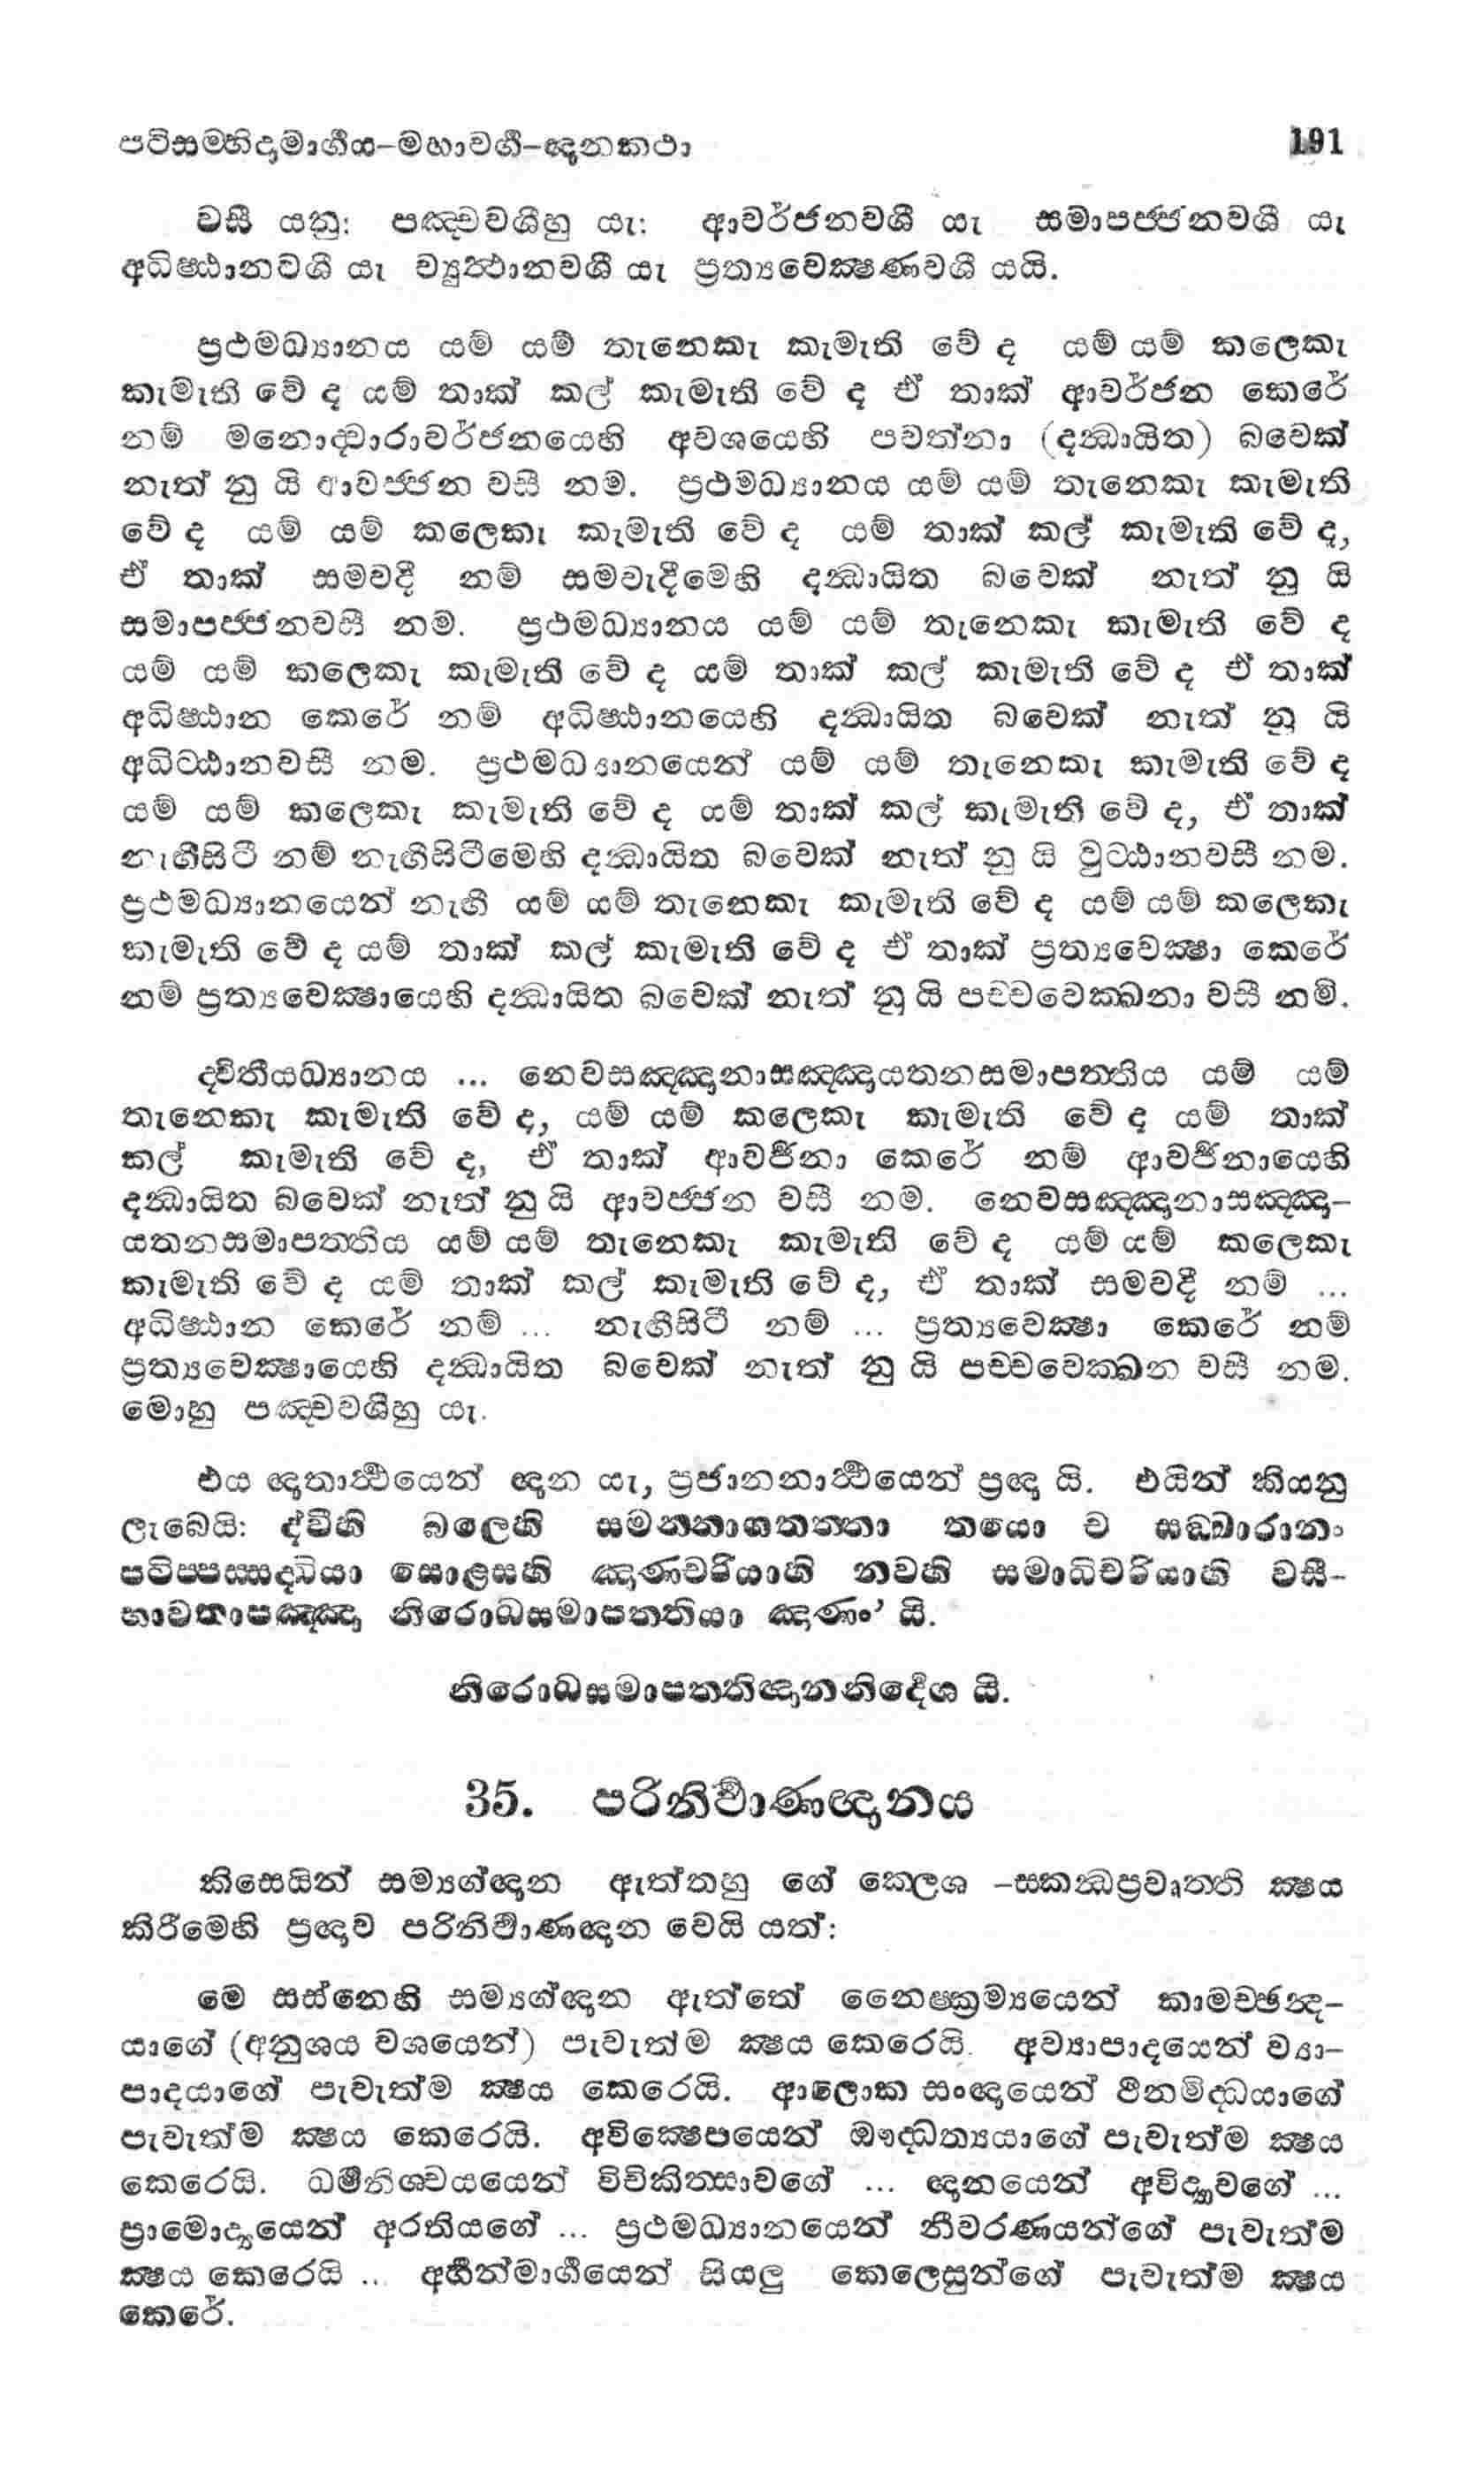 පටිසම්භිදාමාර්ගය-මහාවර්ග-ඥානකථා 191
වසී යනු: පඤ්චවශීහු යැ: ආවර්ජනවශී යැ සමාපජ්ජනවශී යැ
අධිෂ්ඨානවශී යැ ව්‍යුත්ථානවශී යැ ප්‍රත්‍යවෙක්ෂණවශී යයි.
ප්‍රථමධ්‍යානය යම් යම් තැනෙකැ කැමැති වේ ද යම් යම් කලෙකැ
කැමැති වේ ද යම් තාක් කල් කැමැති වේ ද ඒ තාක් ආවර්ජන කෙරේ
නම් මනොද්වාරාවර්ජනයෙහි අවශයෙහි පවත්නා (දන්ධායිත) බවෙක්
නැත් නු යි ආවජ්ජන වසී නම. ප්‍රථමධ්‍යානය යම් යම් තැනෙකැ කැමැති
වේ ද යම් යම් කලෙකැ කැමැති වේ ද යම් තාක් කල් කැමැති වේ ද,
ඒ තාක් සමවදී නම් සමවැදීමෙහි දන්ධායිත බවෙක් නැත් නු යි
සමාපජ්ජනවසී නම. ප්‍රථමධ්‍යානය යම් යම් තැනෙකැ කැමැති වේ ද
යම් යම් කලෙකැ කැමැති වේ ද යම් තාක් කල් කැමැති වේ ද ඒ තාක්
අධිෂ්ඨාන කෙරේ නම් අධිෂ්ඨානයෙහි දන්ධායිත බවෙක් නැත් නු යි
අධිට්ඨානවසී නම. ප්‍රථමධ්‍යානයෙන් යම් යම් තැනෙකැ කැමැති වේ ද
යම් යම් කලෙකැ කැමැති වේ ද යම් තාක් කල් කැමැති වේ ද, ඒ තාක්
නැඟීසිටී නම් නැඟීසිටීමෙහි දන්ධායිත බවෙක් නැත් නු යි වුට්ඨානවසී නම.
ප්‍රථමධ්‍යානයෙන් නැඟී යම් යම් තැනෙකැ කැමැති වේ ද යම් යම් කලෙකැ
කැමැති වේ ද යම් තාක් කල් කැමැති වේ ද ඒ තාක් ප්‍රත්‍යවෙක්ෂා කෙරේ
නම් ප්‍රත්‍යවෙක්ෂායෙහි දන්ධායිත බවෙක් නැත් නු යි පච්චවෙක්ඛනා වසී නම්.
ද්විතීයධ්‍යානය ... නෙවසඤ්ඤානාසඤ්ඤායතනසමාපත්තිය යම් යම්
තැනෙකැ කැමැති වේ ද, යම් යම් කලෙකැ කැමැති වේ ද යම් තාක්
කල් කැමැති වේ ද, ඒ තාක් ආවර්ජනා කෙරේ නම් ආවර්ජනායෙහි
දන්ධායිත බවෙක් නැත් නු යි ආවජ්ජන වසී නම. නෙවසඤ්ඤානාසඤ්ඤා-
යතනසමාපත්තිය යම් යම් තැනෙකැ කැමැති වේ ද යම් යම් කලෙකැ
කැමැති වේ ද යම් තාක් කල් කැමැති වේ ද, ඒ තාක් සමවදී නම් ...
අධිෂ්ඨාන කෙරේ නම් ... නැඟීසිටී නම් ... ප්‍රත්‍යවෙක්ෂා කෙරේ නම්
ප්‍රත්‍යවෙක්ෂායෙහි දන්ධායිත බවෙක් නැත් නු යි පච්චවෙක්ඛන වසී නම.
මොහු පඤ්චවශීහු යැ.
එය ඥාතාර්ත්‍ථයෙන් ඥාන යැ, ප්‍රජානනාර්ත්‍ථයෙන් ප්‍රඥා යි. එයින් කියනු
ලැබෙයි: ද්වීහි බලෙහි සමන්නාගතත්තා තයො ච සඞ්ඛාරානං
පටිප්පස්සද්ධියා සොළසහි ඤාණචරියාහි නවහි සමාධිචරියාහි වසී-
භාවතාපඤ්ඤා නිරොධසමාපත්තියා ඤාණං’ යි.
නිරොධසමාපත්තිඥානනිර්දේශ යි.
35. පරිනිර්වාණඥානය
කිසෙයින් සම්‍යග්ඥාන ඇත්තහු ගේ කෙලශ -ස්කන්ධප්‍රවෘත්ති ක්ෂය
කිරීමෙහි ප්‍රඥාව පරිනිර්වාණඥාන වෙයි යත්:
මෙ සස්නෙහි සම්‍යග්ඥාන ඇත්තේ නෛෂ්ක්‍රම්‍යයෙන් කාමච්ඡන්ද-
යාගේ (අනුශය වශයෙන්) පැවැත්ම ක්ෂය කෙරෙයි. අව්‍යාපාදයෙන් ව්‍යා-
පාදයාගේ පැවැත්ම ක්ෂය කෙරෙයි. ආලොක සංඥායෙන් ථීනමිද්ධයාගේ
පැවැත්ම ක්ෂය කෙරෙයි. අවික්ෂෙපයෙන් ඖද්ධත්‍යයාගේ පැවැත්ම ක්ෂය
කෙරෙයි. ධර්මනිශ්චයයෙන් විචිකිත්සාවගේ ... ඥානයෙන් අවිද්‍යාවගේ ...
ප්‍රාමොද්‍යයෙන් අරතියගේ ... ප්‍රථමධ්‍යානයෙන් නීවරණයන්ගේ පැවැත්ම
ක්ෂය කෙරෙයි ... අර්හත්මාර්ගයෙන් සියලු කෙලෙසුන්ගේ පැවැත්ම ක්ෂය
කෙරේ.